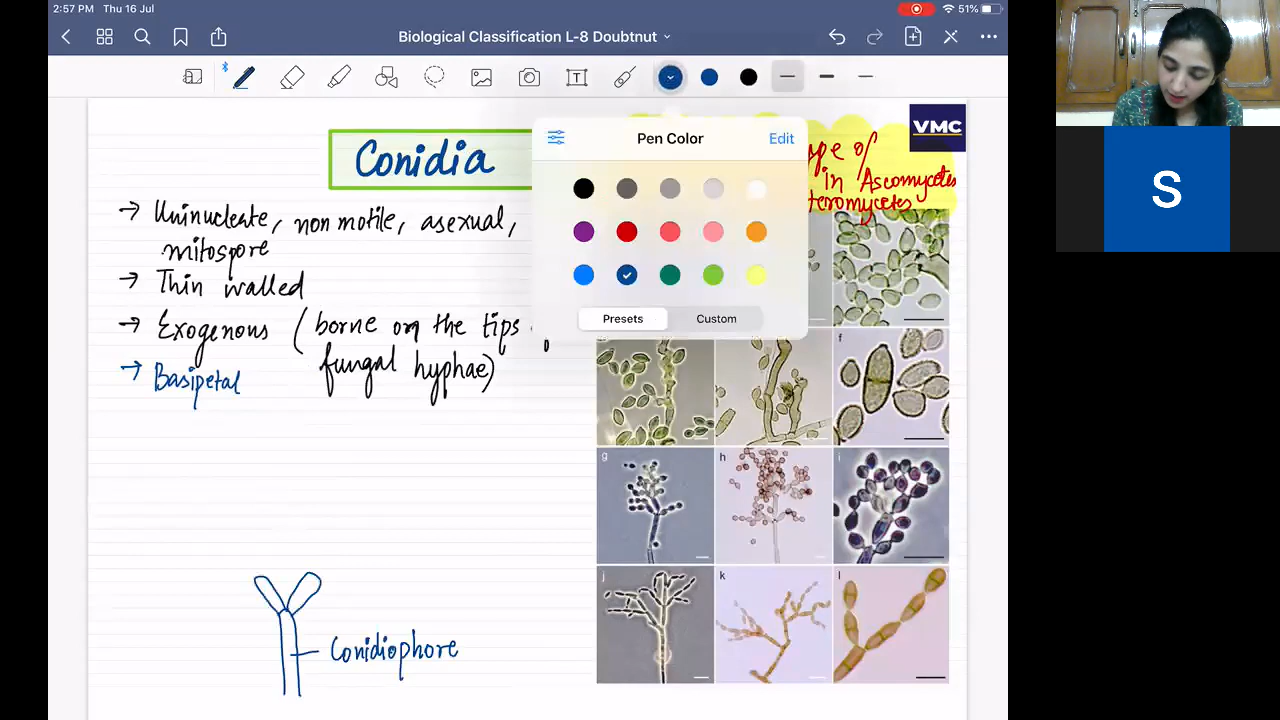 2:57 PM Thu 16 Jul
51%
Biological Classification L-8 Doubtnut
T
Pen Color
Edit
VMC
Conidia
of
in Ascomycetes
→ Uninucleate, non motile, asexual,
mitospore
→ Thin walled
→ Exogenous (borne on the tips
fungal hyphae)
→ Basipetal
Presets
Custom
f
g
h
i
j
k
l
Conidiophore
S